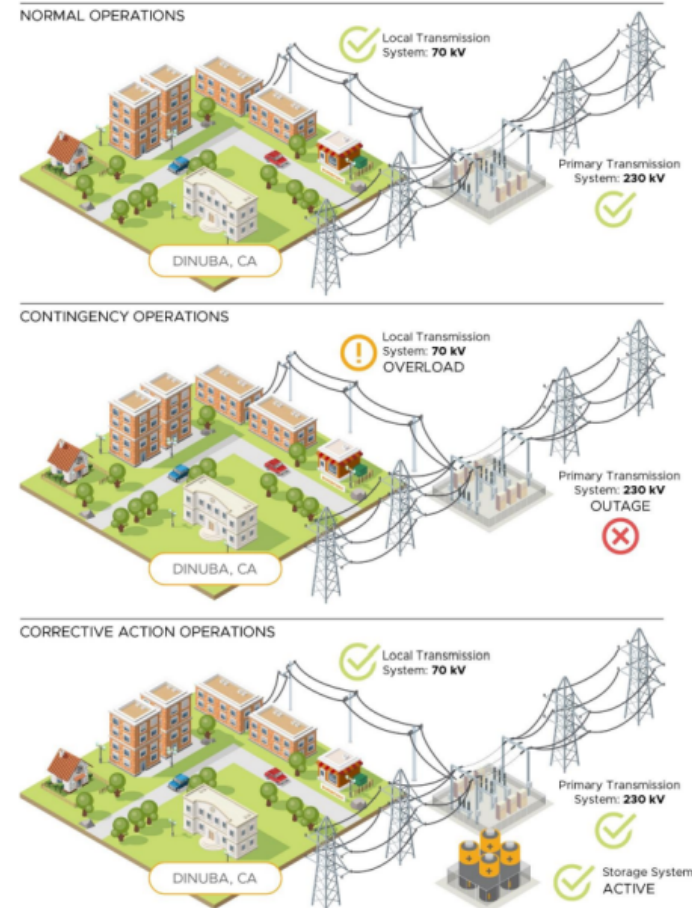 NORMAL OPERATIONS
Local Transmission
System: 70 kV
Primary Transmission
System: 230 kV
DINUBA, CA
CONTINGENCY OPERATIONS
Local Transmission
System: 70 kV
OVERLOAD
Primary Transmission
System: 230 kV
OUTAGE
DINUBA, CA
CORRECTIVE ACTION OPERATIONS
Local Transmission
System: 70 kV
Primary Transmission
System: 230 kV
Storage System
ACTIVE
DINUBA, CA